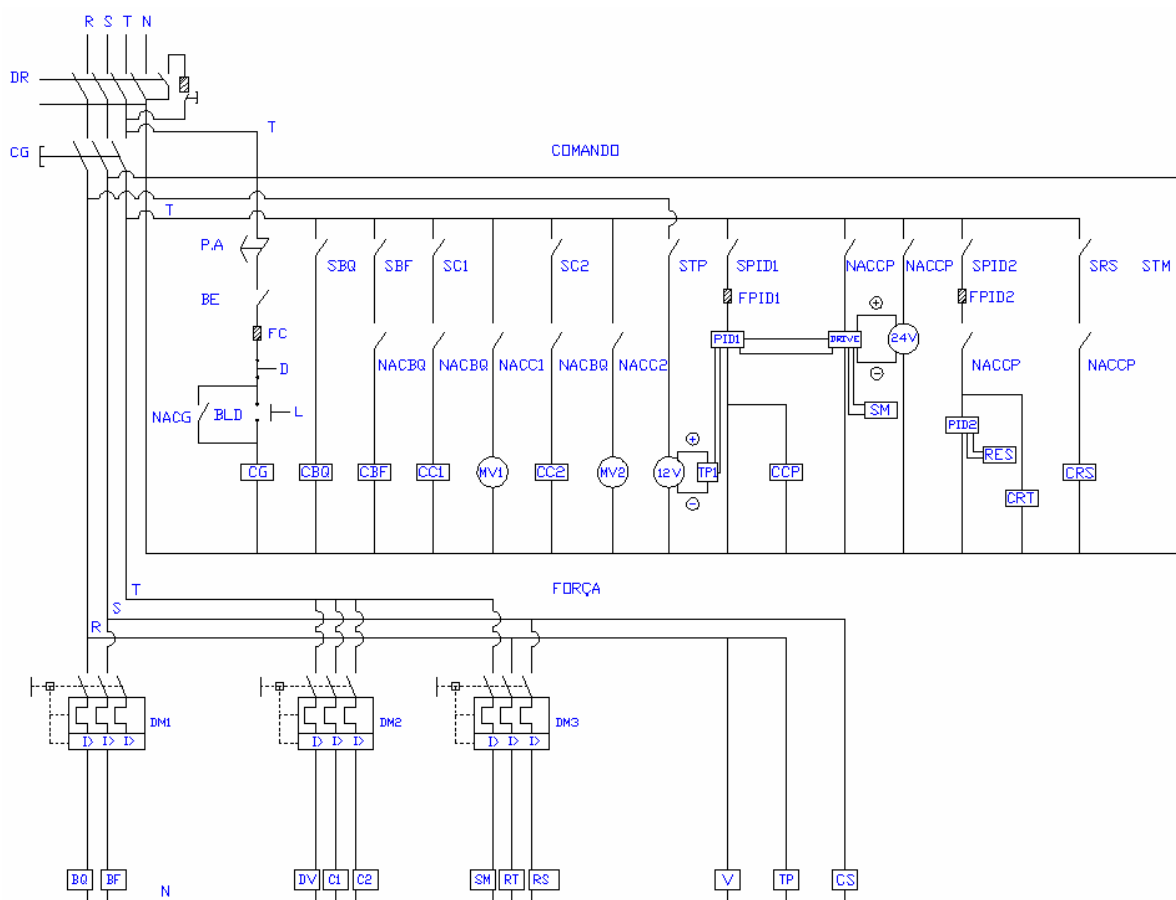 R S T N
DR
T
CG
COMANDO
T
P.A
SBQ SBF SC1 SC2 STP SPID1 NACCP NACCP SPID2 SRS STM
BE
FPID1 FPID2
+
FC
PID1 DRIVE 24V
NACBQ NACBQ NACC1 NACBQ NACC2 NACCP NACCP
D
-
NACG BLD L
SM
PID2
+
RES
CG CBQ CBF CC1 MV1 CC2 MV2 12V TP1 CCP CRS
-
CRT
T
FORÇA
S
R
DM1 DM2 DM3
I> I> I> I> I> I> I> I> I>
BQ BF DV C1 C2 SM RT RS V TP CS
N